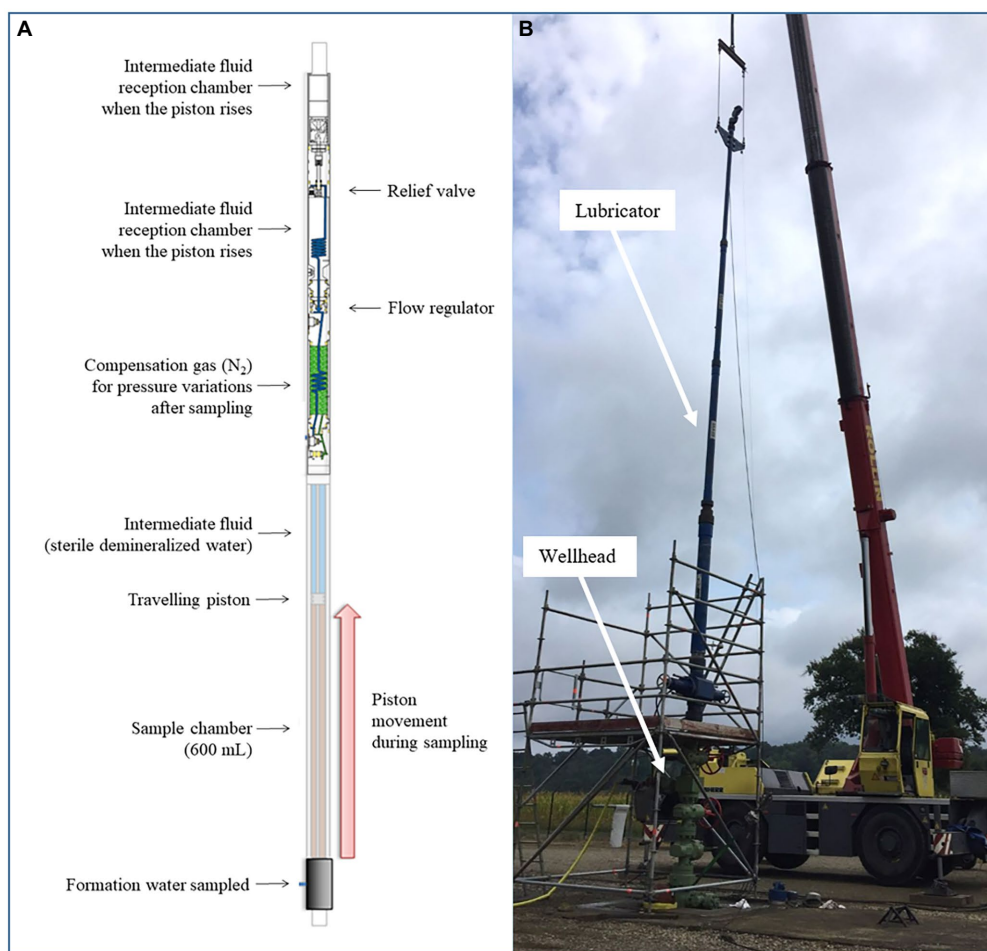 A
Intermediate fluid
reception chamber
when the piston rises
Relief valve
Intermediate fluid
reception chamber
when the piston rises
Flow regulator
Compensation gas (N₂)
for pressure variations
after sampling
Intermediate fluid
(sterile demineralized water)
Travelling piston
Sample chamber
(600 mL)
Piston
movement
during sampling
Formation water sampled
B
Lubricator
Wellhead